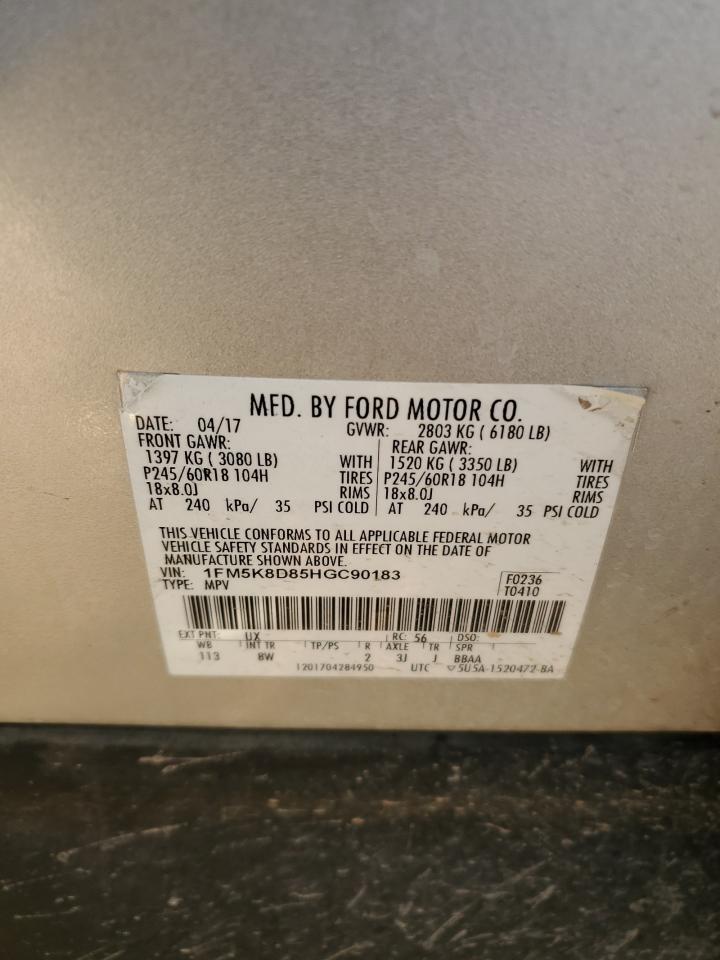 MFD. BY FORD MOTOR CO.
DATE: 04/17 GVWR: 2803 KG ( 6180 LB)
FRONT GAWR: REAR GAWR:
1397 KG ( 3080 LB) WITH 1520 KG ( 3350 LB) WITH
P245/60R18 104H TIRES P245/60R18 104H TIRES
18x8.0J RIMS 18x8.0J RIMS
AT 240 kPa/ 35 PSI COLD AT 240 kPa/ 35 PSI COLD
THIS VEHICLE CONFORMS TO ALL APPLICABLE FEDERAL MOTOR
VEHICLE SAFETY STANDARDS IN EFFECT ON THE DATE OF
MANUFACTURE SHOWN ABOVE.
VIN: 1FM5K8D85HGC90183 F0236
TYPE: MPV T0410
EXT PNT: UX RC: 56 DSO:
WB INT TR TP/PS R AXLE TR SPR
113 8W 2 3J J BBAA
1201704284950 UTC ▽5U5A-1520472-BA